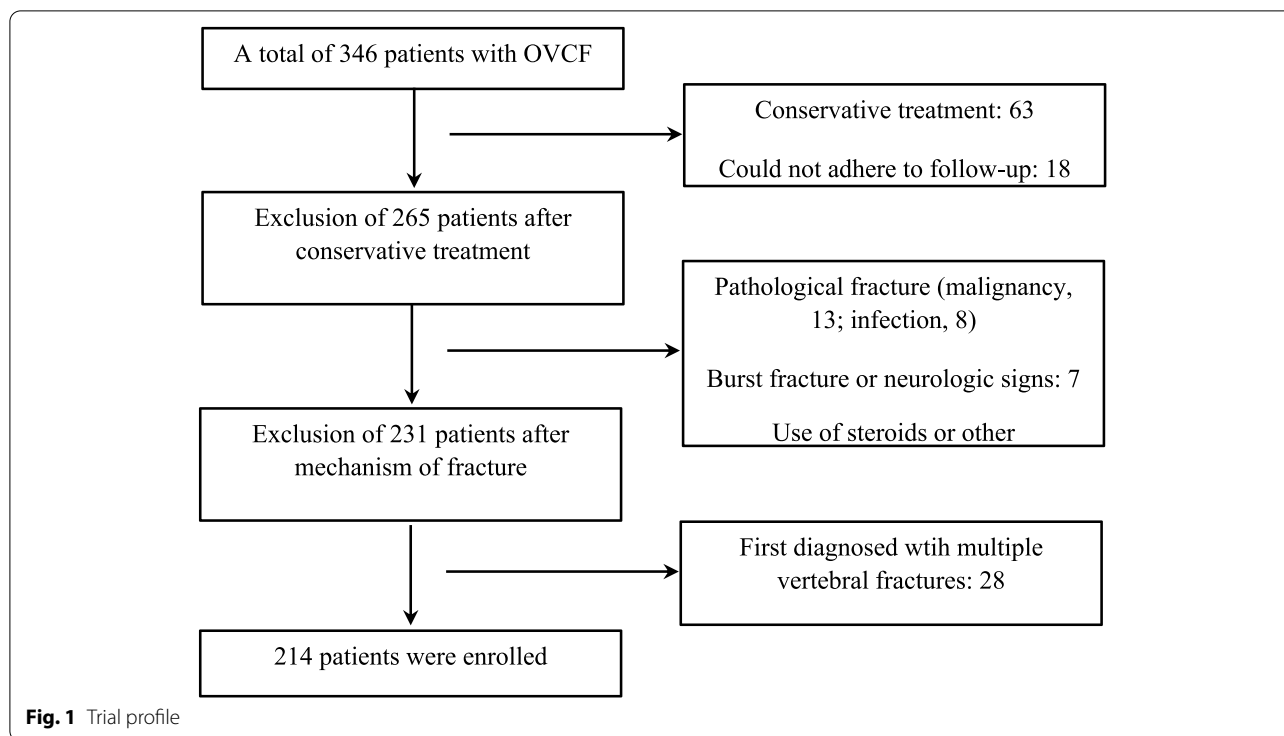 A total of 346 patients with OVCF
Conservative treatment: 63
Could not adhere to follow-up: 18
Exclusion of 265 patients after
conservative treatment
Pathological fracture (malignancy,
13; infection, 8)
Burst fracture or neurologic signs: 7
Use of steroids or other
Exclusion of 231 patients after
mechanism of fracture
First diagnosed wtih multiple
vertebral fractures: 28
214 patients were enrolled
Fig. 1 Trial profile